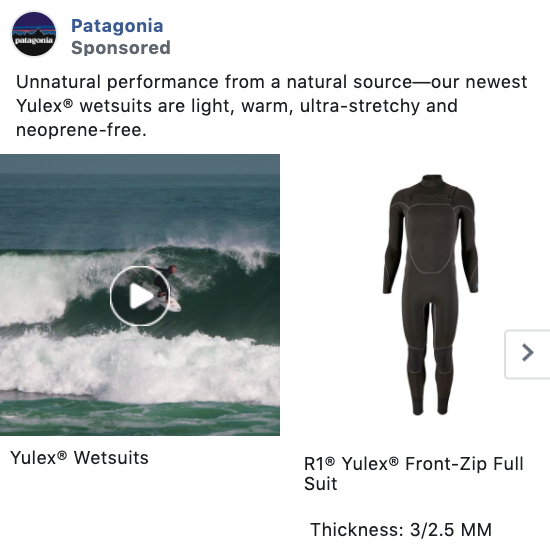 patagonia
Patagonia
Sponsored
Unnatural performance from a natural source—our newest
Yulex® wetsuits are light, warm, ultra-stretchy and
neoprene-free.
Yulex® Wetsuits
R1® Yulex® Front-Zip Full
Suit
Thickness: 3/2.5 MM